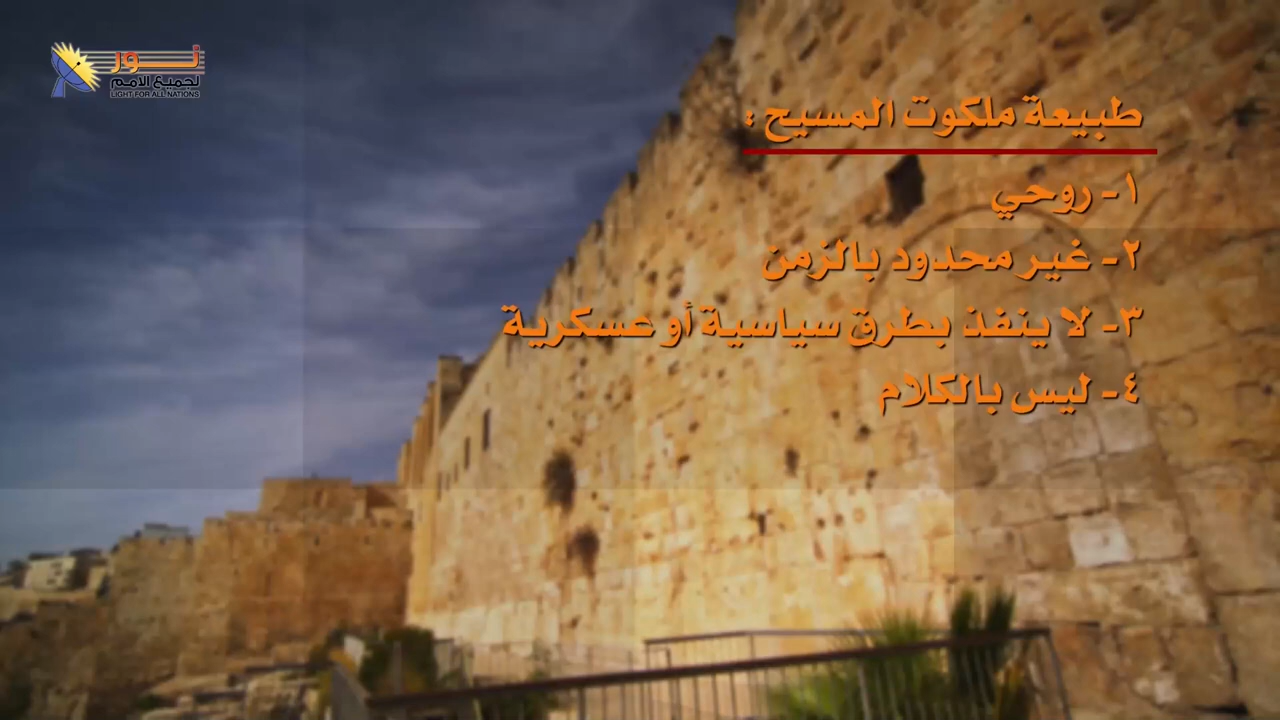 نور
لجميع الأمم
LIGHT FOR ALL NATIONS
طبيعة ملكوت المسيح :
١- روحي
٢- غير محدود بالزمن
٣- لا ينفذ بطرق سياسية أو عسكرية
٤- ليس بالكلام